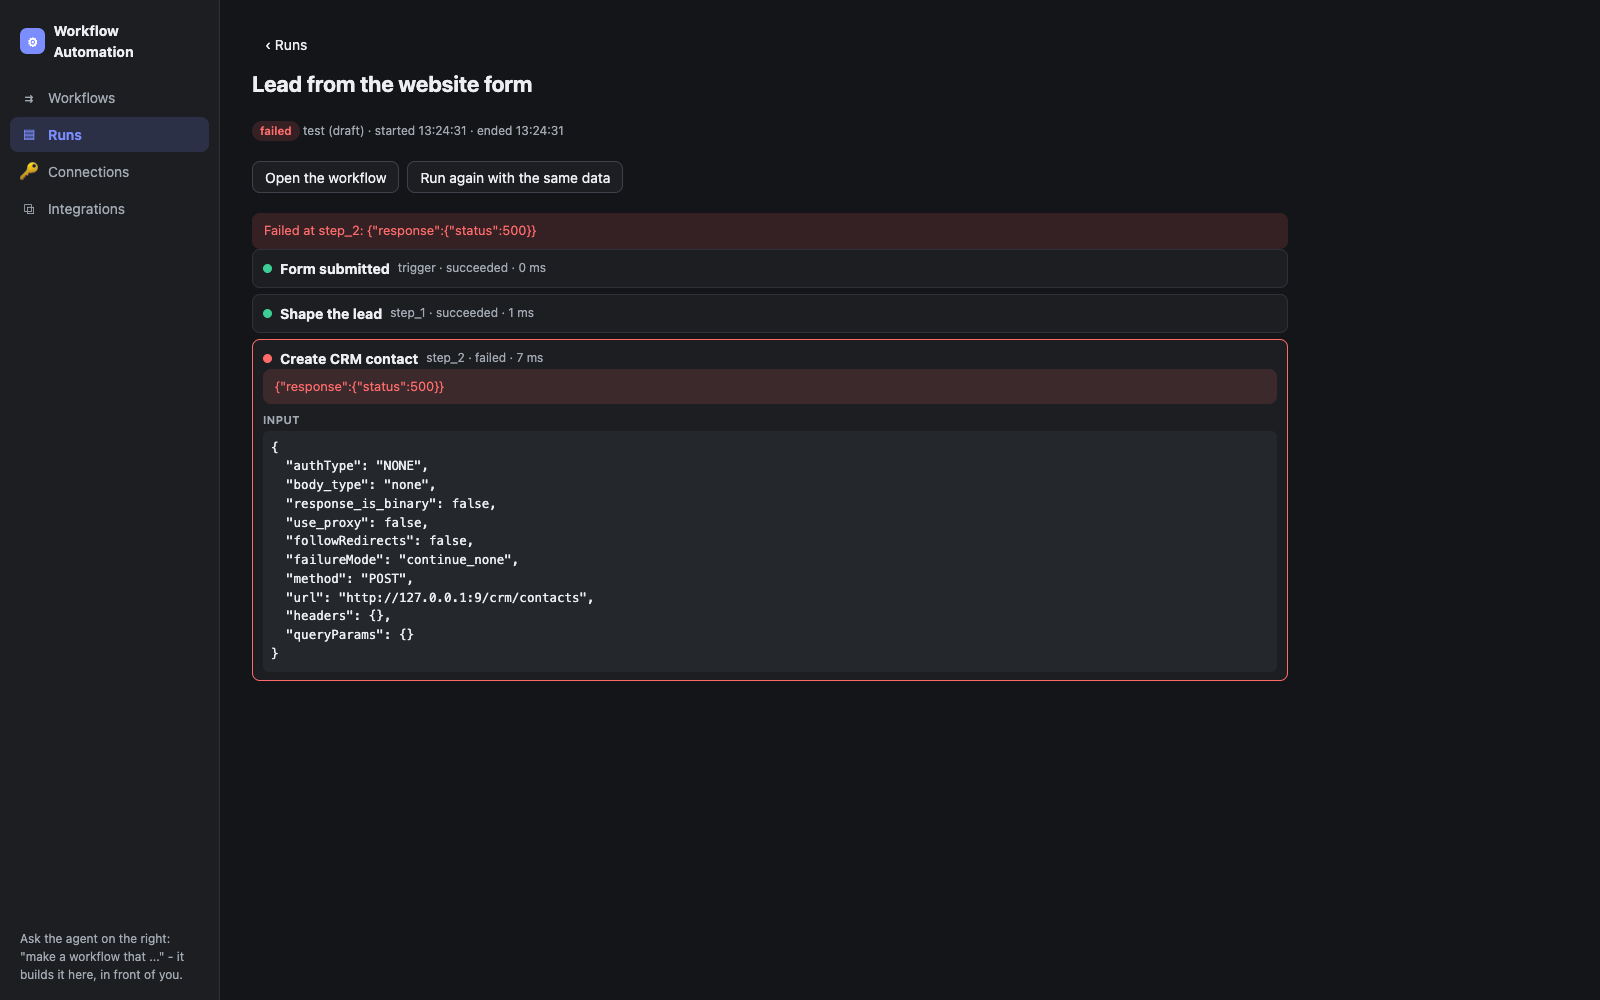 Workflow
Automation
Workflows
Runs
Connections
Integrations
Ask the agent on the right:
"make a workflow that ..." - it
builds it here, in front of you.
‹ Runs
Lead from the website form
failed test (draft) · started 13:24:31 · ended 13:24:31
Open the workflow
Run again with the same data
Failed at step_2: {"response":{"status":500}}
Form submitted trigger · succeeded · 0 ms
Shape the lead step_1 · succeeded · 1 ms
Create CRM contact step_2 · failed · 7 ms
{"response":{"status":500}}
INPUT
{
  "authType": "NONE",
  "body_type": "none",
  "response_is_binary": false,
  "use_proxy": false,
  "followRedirects": false,
  "failureMode": "continue_none",
  "method": "POST",
  "url": "http://127.0.0.1:9/crm/contacts",
  "headers": {},
  "queryParams": {}
}